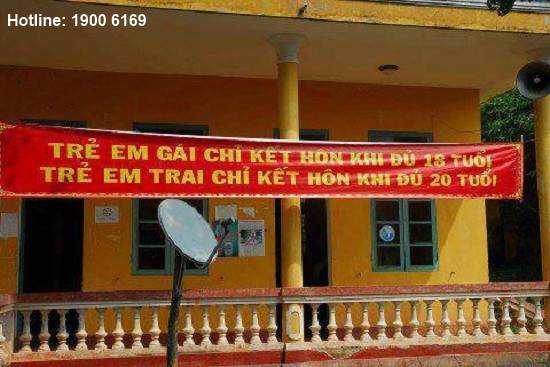 Hotline: 1900 6169
TRẺ EM GÁI CHỈ KẾT HÔN KHI ĐỦ 18 TUỔI
TRẺ EM TRAI CHỈ KẾT HÔN KHI ĐỦ 20 TUỔI